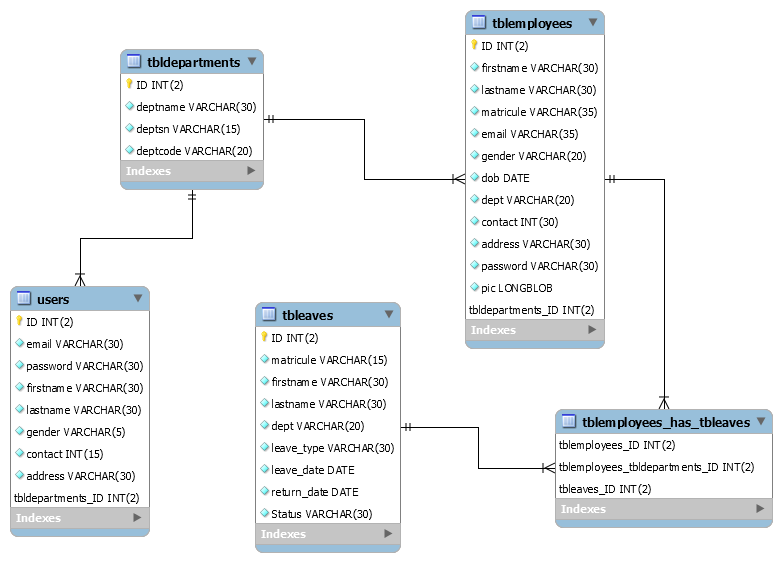 tbldepartments
ID INT(2)
deptname VARCHAR(30)
deptsn VARCHAR(15)
deptcode VARCHAR(20)
Indexes
tblemployees
ID INT(2)
firstname VARCHAR(30)
lastname VARCHAR(30)
matricule VARCHAR(35)
email VARCHAR(35)
gender VARCHAR(20)
dob DATE
dept VARCHAR(20)
contact INT(30)
address VARCHAR(30)
password VARCHAR(30)
pic LONGBLOB
tbldepartments_ID INT(2)
Indexes
users
ID INT(2)
email VARCHAR(30)
password VARCHAR(30)
firstname VARCHAR(30)
lastname VARCHAR(30)
gender VARCHAR(5)
contact INT(15)
address VARCHAR(30)
tbldepartments_ID INT(2)
Indexes
tbleaves
ID INT(2)
matricule VARCHAR(15)
firstname VARCHAR(30)
lastname VARCHAR(30)
dept VARCHAR(20)
leave_type VARCHAR(30)
leave_date DATE
return_date DATE
Status VARCHAR(30)
Indexes
tblemployees_has_tbleaves
tblemployees_ID INT(2)
tblemployees_tbldepartments_ID INT(2)
tbleaves_ID INT(2)
Indexes